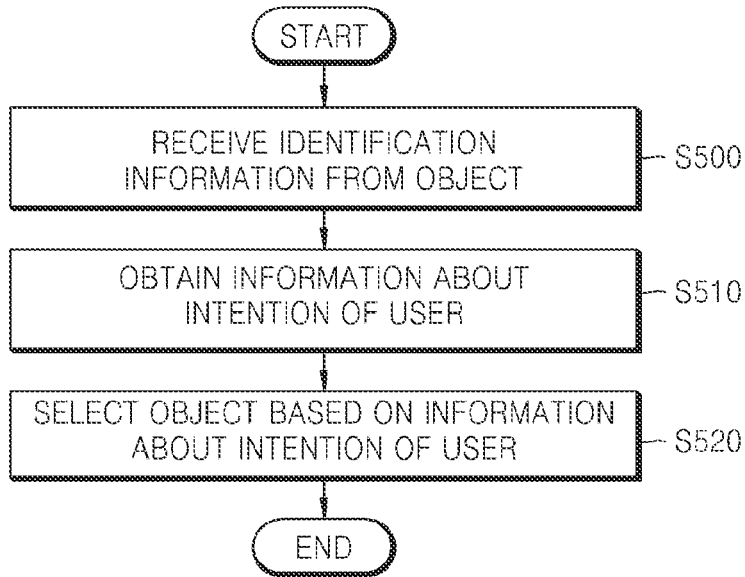 START
RECEIVE IDENTIFICATION
INFORMATION FROM OBJECT
S500
OBTAIN INFORMATION ABOUT
INTENTION OF USER
S510
SELECT OBJECT BASED ON INFORMATION
ABOUT INTENTION OF USER
S520
END